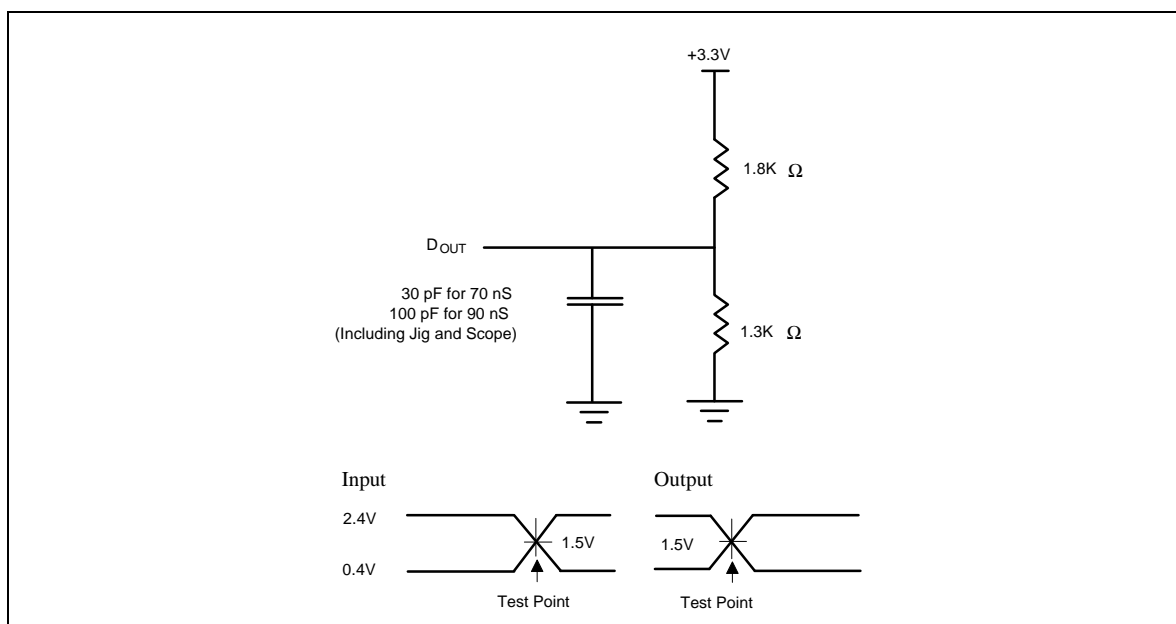 +3.3V
1.8K Ω
D OUT
30 pF for 70 nS
100 pF for 90 nS
(Including Jig and Scope)
1.3K Ω
Input
Output
2.4V
1.5V
1.5V
0.4V
Test Point
Test Point